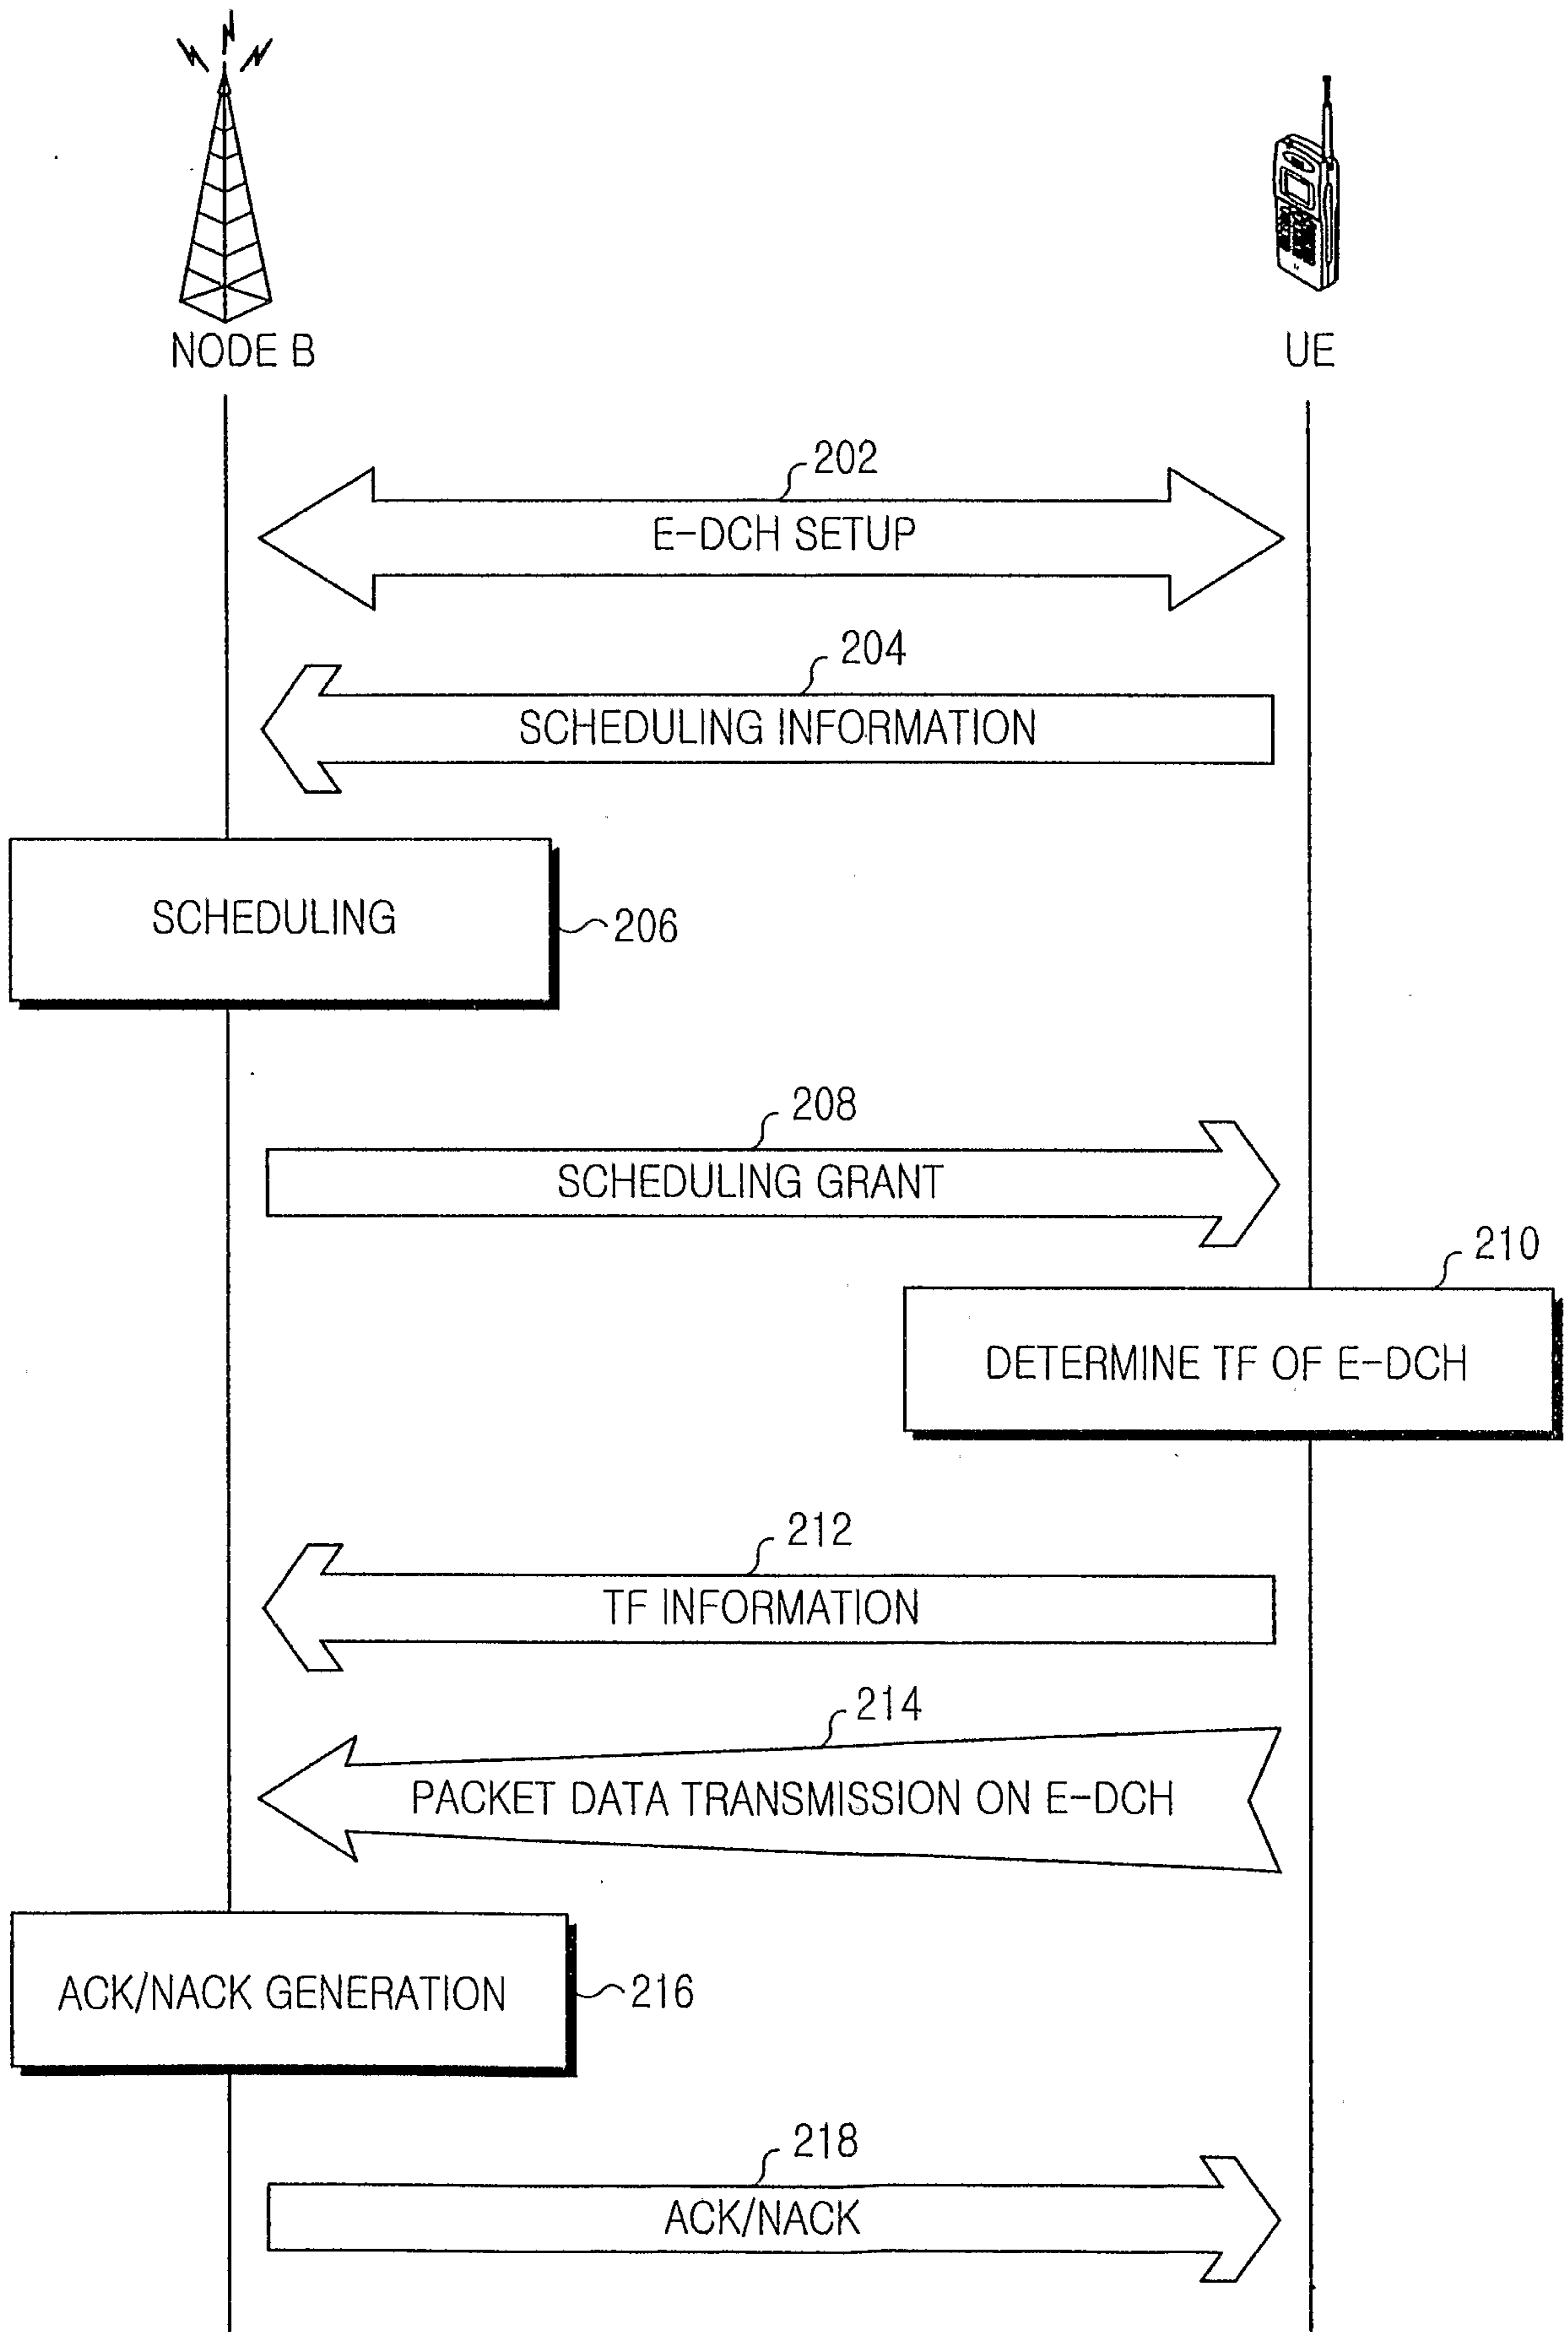 NODE B
UE
202
E-DCH SETUP
204
SCHEDULING INFORMATION
SCHEDULING
206
208
SCHEDULING GRANT
210
DETERMINE TF OF E-DCH
212
TF INFORMATION
214
PACKET DATA TRANSMISSION ON E-DCH
ACK/NACK GENERATION
216
218
ACK/NACK